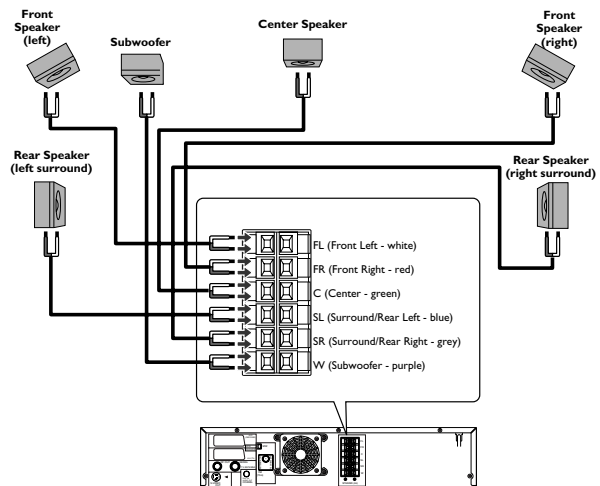 Front
Speaker
(left)
Subwoofer
Center Speaker
Front
Speaker
(right)
Rear Speaker
(left surround)
Rear Speaker
(right surround)
FL (Front Left - white)
FR (Front Right - red)
C (Center - green)
SL (Surround/Rear Left - blue)
SR (Surround/Rear Right - grey)
W (Subwoofer - purple)